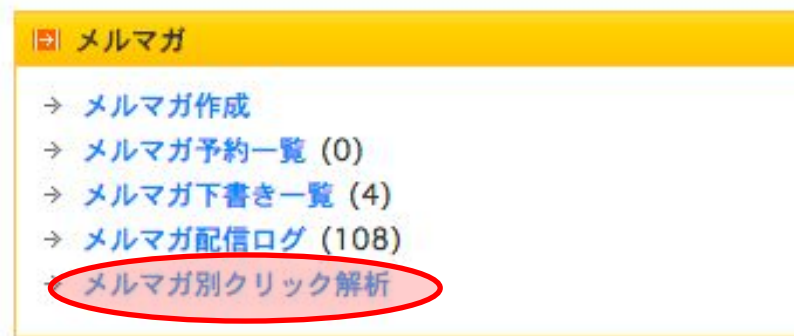 メルマガ
メルマガ作成
メルマガ予約一覧 (0)
メルマガ下書き一覧 (4)
メルマガ配信ログ (108)
メルマガ別クリック解析